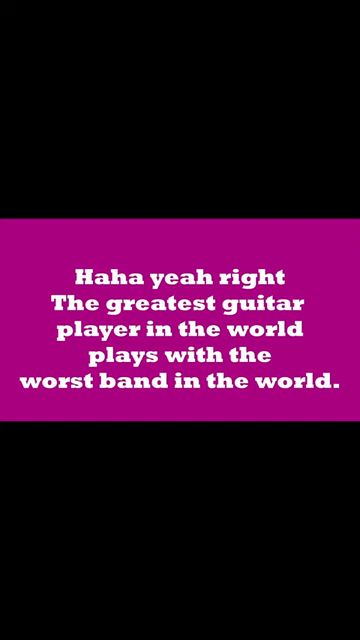 Haha yeah right
The greatest guitar
player in the world
plays with the
worst band in the world.